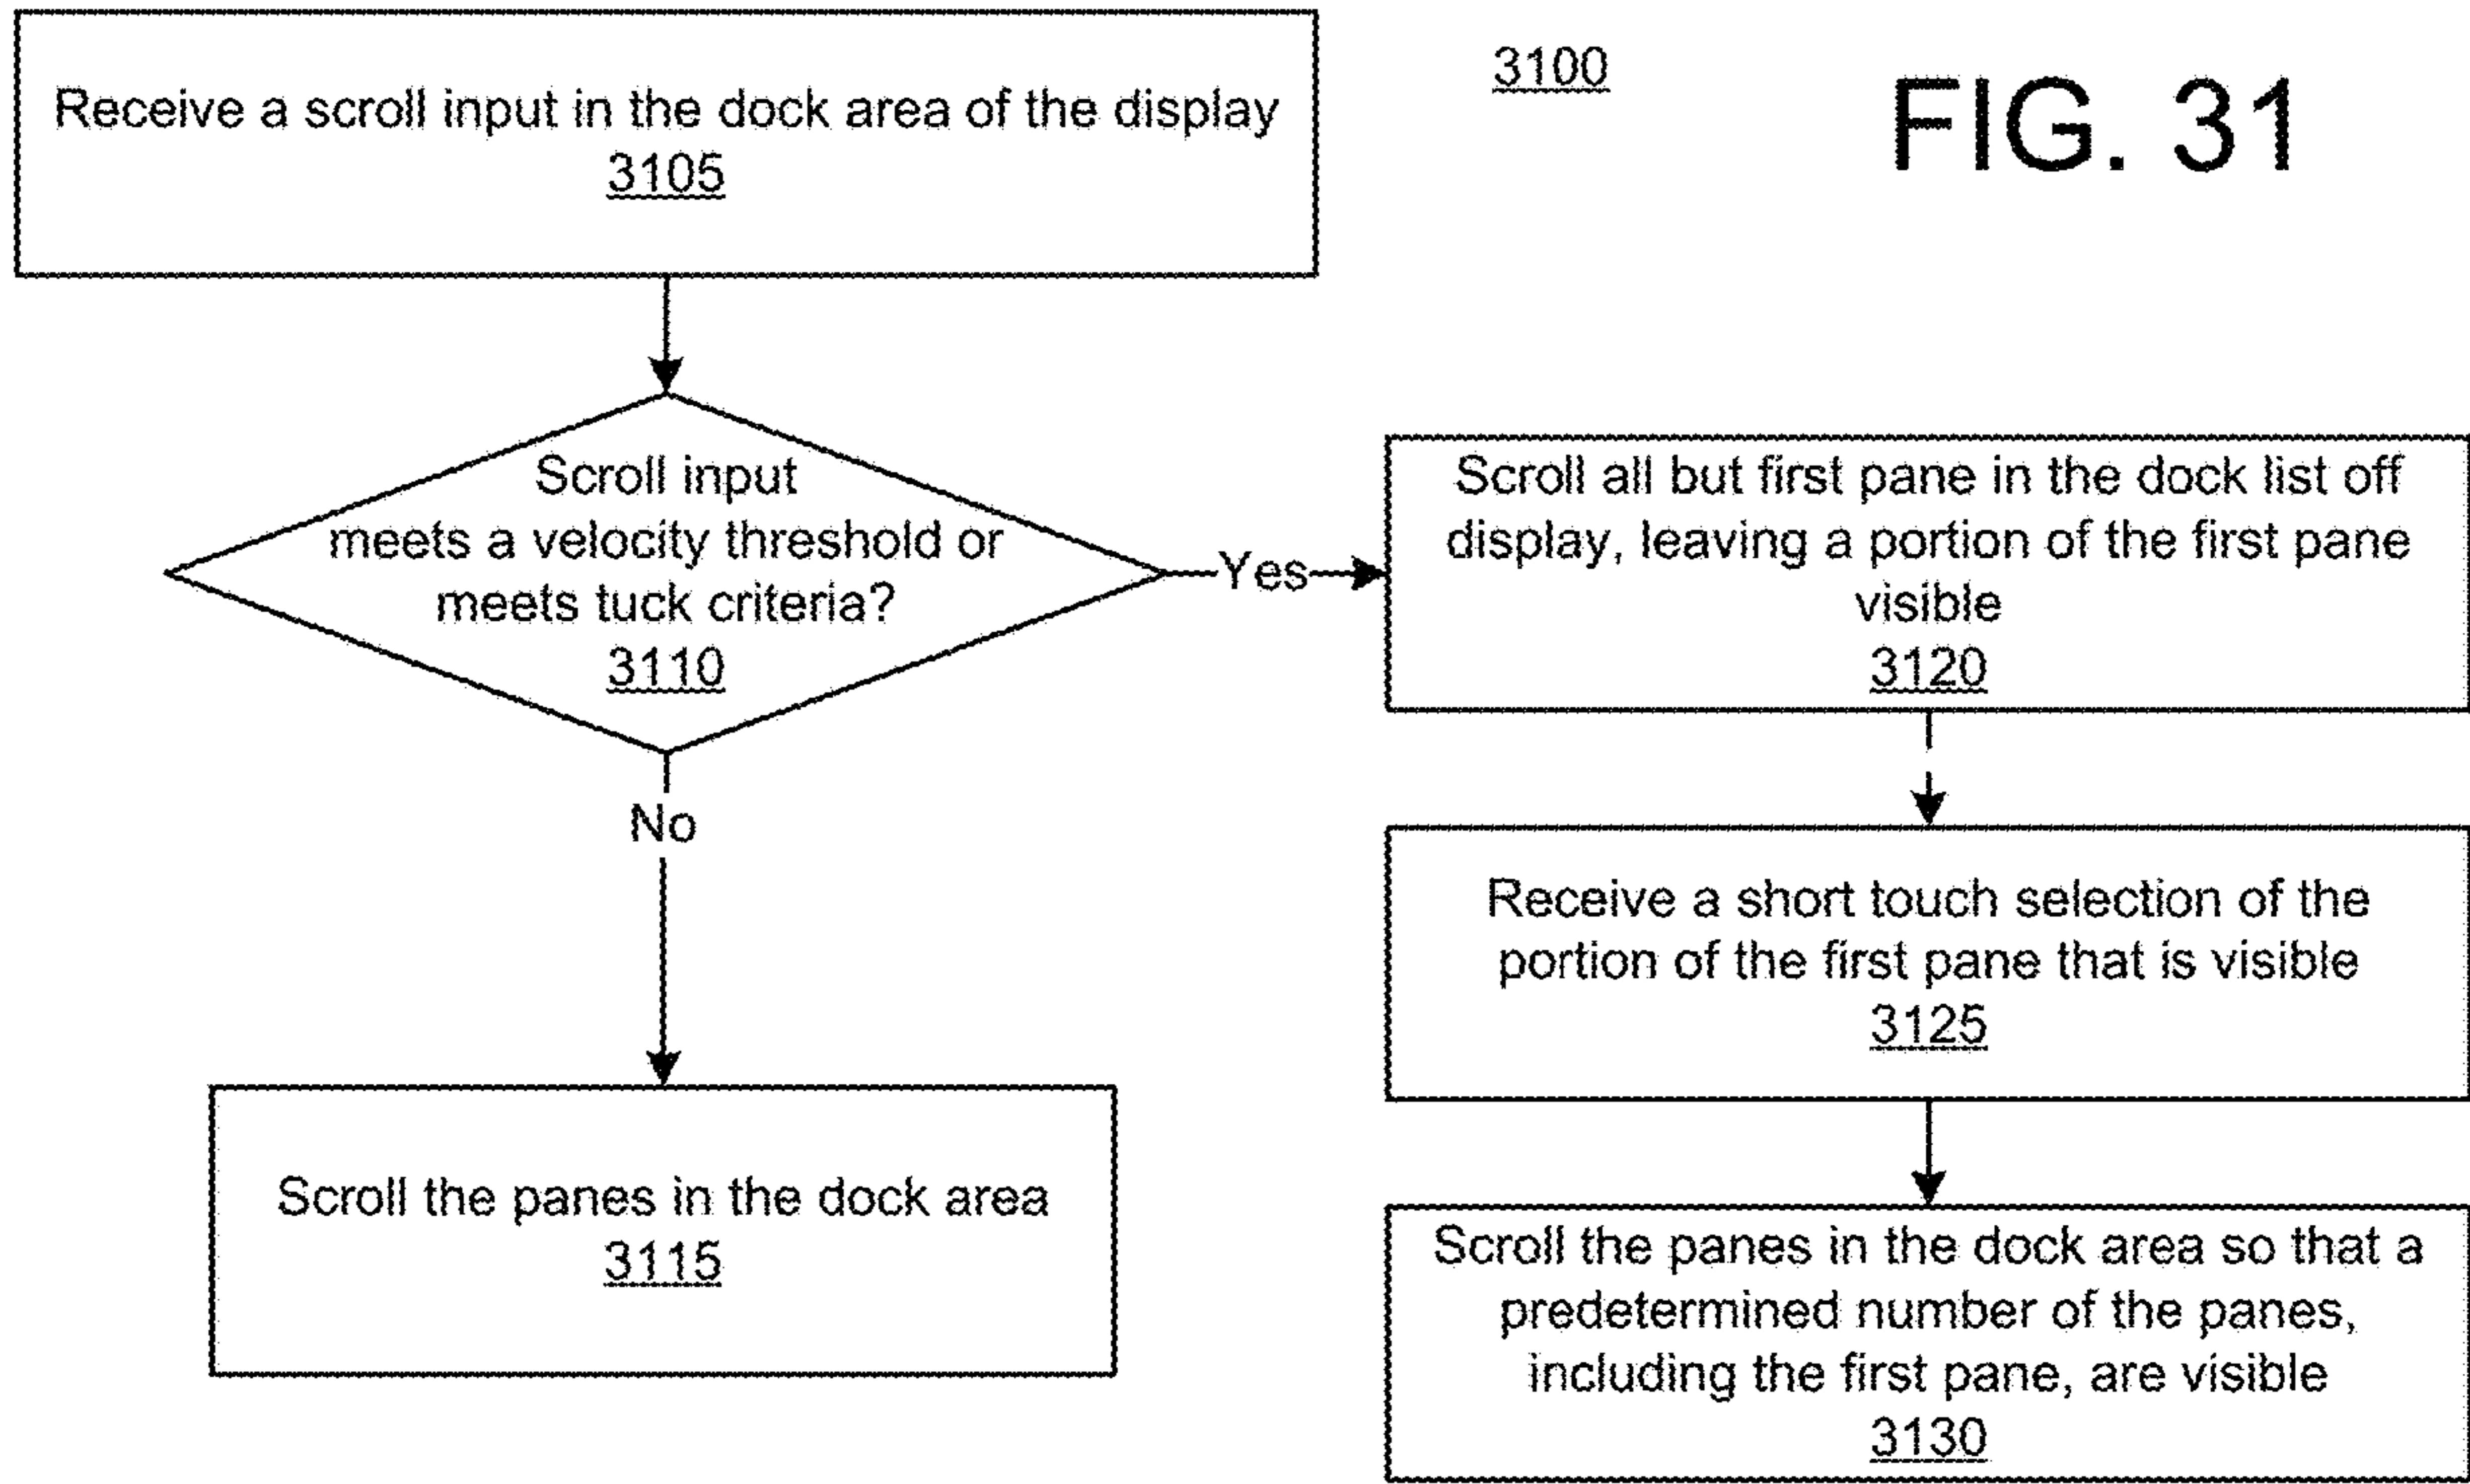 3100
FIG. 31
Receive a scroll input in the dock area of the display
3105
Scroll input
meets a velocity threshold or
meets tuck criteria?
3110
Yes
No
Scroll the panes in the dock area
3115
Scroll all but first pane in the dock list off
display, leaving a portion of the first pane
visible
3120
Receive a short touch selection of the
portion of the first pane that is visible
3125
Scroll the panes in the dock area so that a
predetermined number of the panes,
including the first pane, are visible
3130